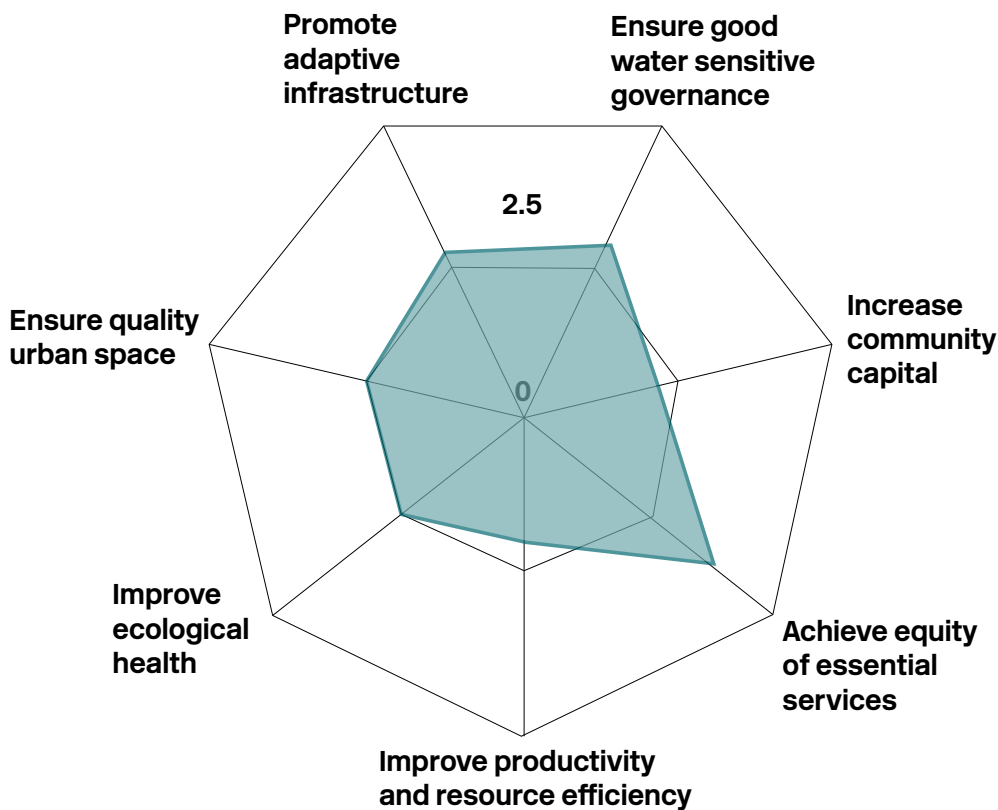 Promote
adaptive
infrastructure
Ensure good
water sensitive
governance
2.5
Increase
community
capital
Ensure quality
urban space
0
Improve
ecological
health
Achieve equity
of essential
services
Improve productivity
and resource efficiency